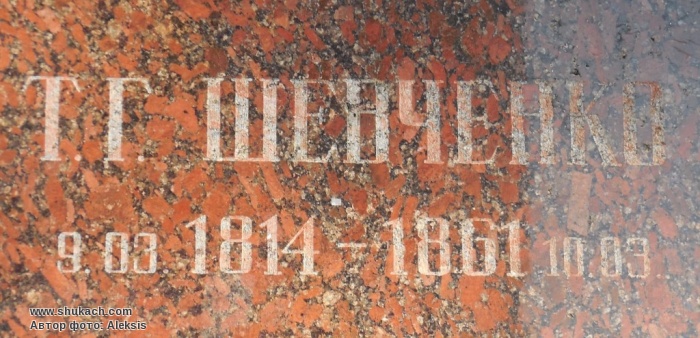 Т. Г. ШЕВЧЕНКО
9.03. 1814 – 1861 10.03.
www.shukach.com
Автор фото: Aleksis